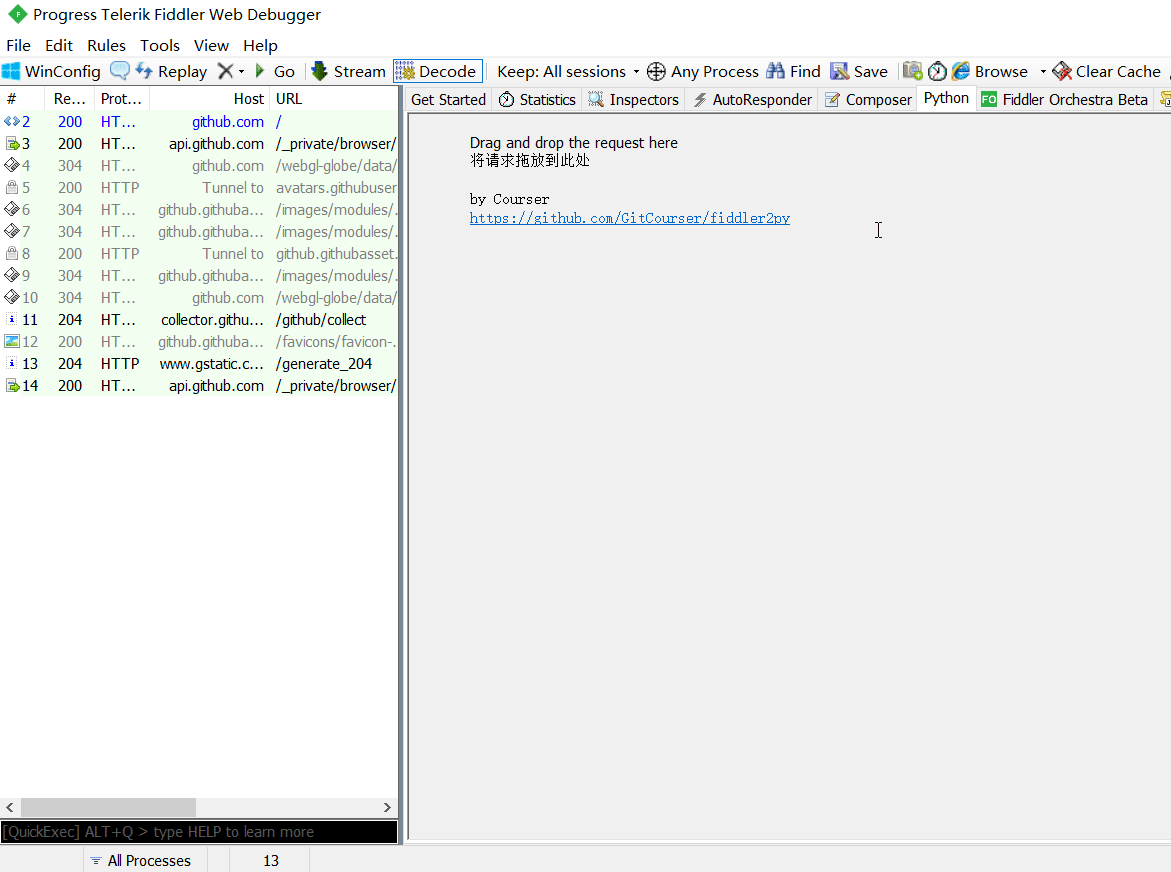 Progress Telerik Fiddler Web Debugger
File Edit Rules Tools View Help
WinConfig Replay Go Stream Decode Keep: All sessions Any Process Find Save Browse Clear Cache
# Re... Prot... Host URL
Get Started Statistics Inspectors AutoResponder Composer Python FO Fiddler Orchestra Beta
2 200 HT... github.com /
3 200 HT... api.github.com /_private/browser/
4 304 HT... github.com /webgl-globe/data/
5 200 HTTP Tunnel to avatars.githubuser
6 304 HT... github.githuba... /images/modules/.
7 304 HT... github.githuba... /images/modules/.
8 200 HTTP Tunnel to github.githubasset.
9 304 HT... github.githuba... /images/modules/.
10 304 HT... github.com /webgl-globe/data/
11 204 HT... collector.githu... /github/collect
12 200 HT... github.githuba... /favicons/favicon-.
13 204 HTTP www.gstatic.c... /generate_204
14 200 HT... api.github.com /_private/browser/
Drag and drop the request here
将请求拖放到此处
by Courser
https://github.com/GitCourser/fiddler2py
[QuickExec] ALT+Q > type HELP to learn more
All Processes 13